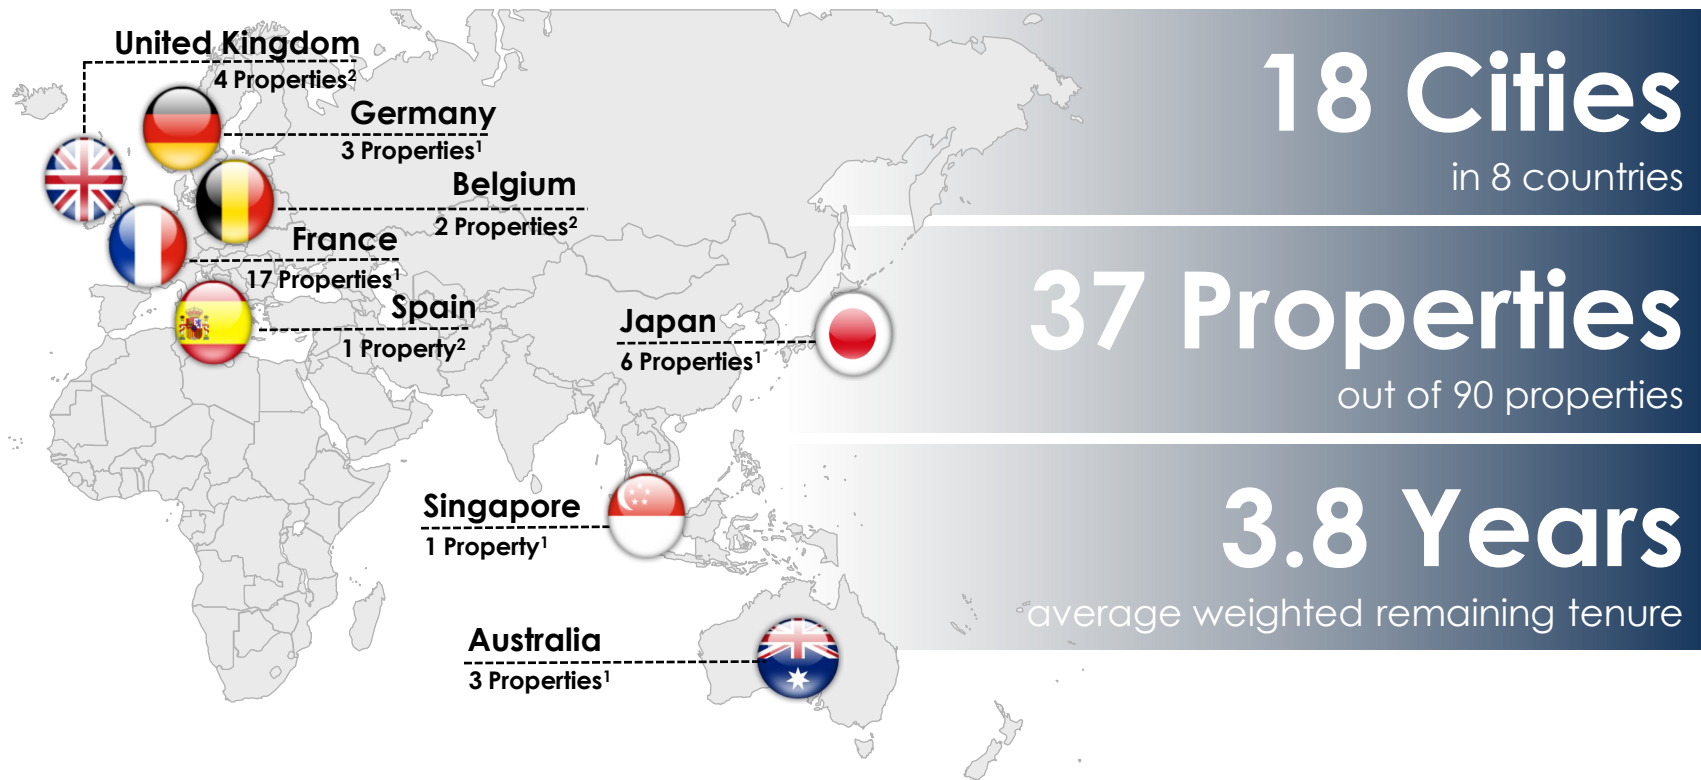 United Kingdom
4 Properties²
Germany
3 Properties¹
Belgium
2 Properties²
France
17 Properties¹
Spain
1 Property²
Japan
6 Properties¹
Singapore
1 Property¹
Australia
3 Properties¹
18 Cities
in 8 countries
37 Properties
out of 90 properties
3.8 Years
average weighted remaining tenure